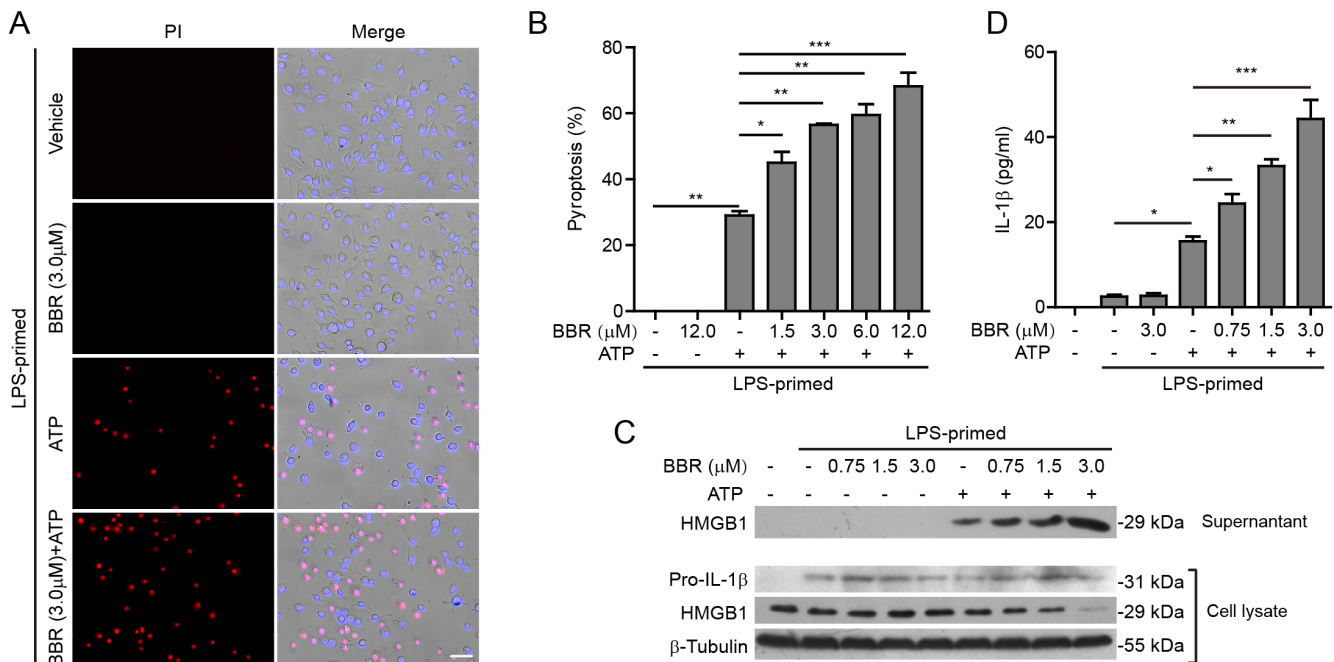 A
PI
Merge
LPS-primed
Vehicle
BBR (3.0μM)
ATP
BBR (3.0μM)+ATP
B
Pyroptosis (%)
80
60
40
20
0
**
*
**
**
***
BBR (μM) - 12.0 - 1.5 3.0 6.0 12.0
ATP - - + + + + +
LPS-primed
D
IL-1β (pg/ml)
60
40
20
0
*
*
**
***
BBR (μM) - - 3.0 - 0.75 1.5 3.0
ATP - - - + + + +
LPS-primed
C
LPS-primed
BBR (μM) - - 0.75 1.5 3.0 - 0.75 1.5 3.0
ATP - - - - - + + + +
HMGB1 -29 kDa Supernantant
Pro-IL-1β -31 kDa
HMGB1 -29 kDa Cell lysate
β-Tubulin -55 kDa